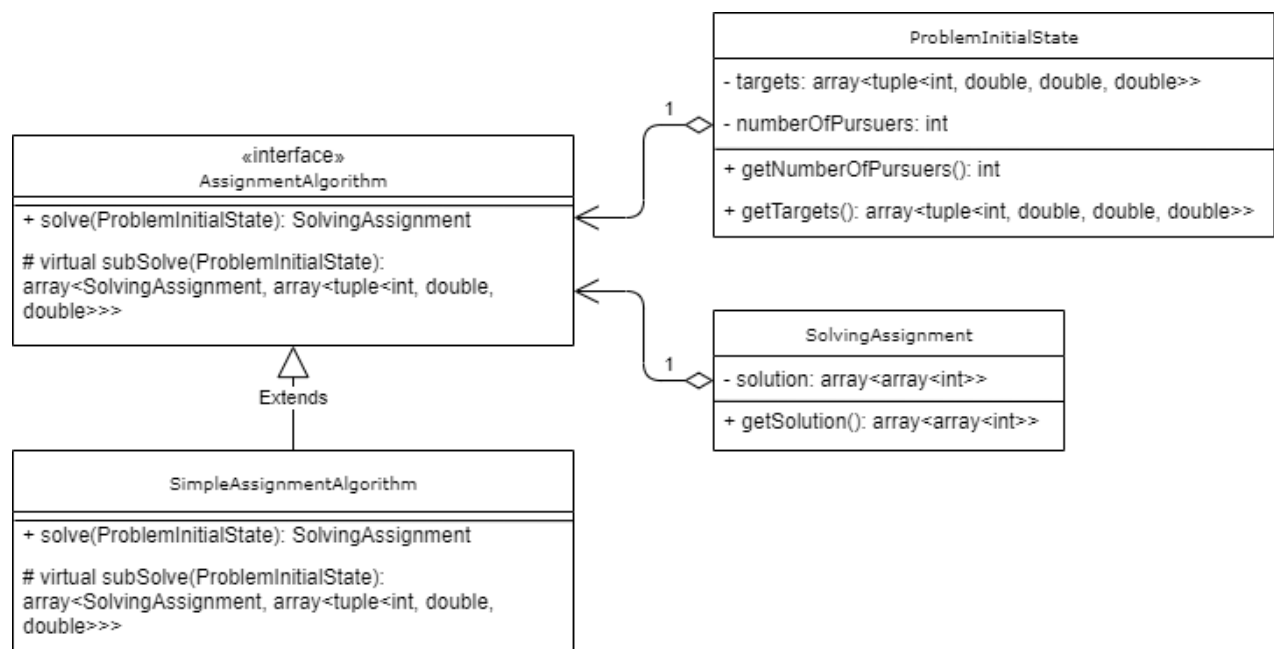 ProblemInitialState
- targets: array<tuple<int, double, double, double>>
- numberOfPursuers: int
+ getNumberOfPursuers(): int
+ getTargets(): array<tuple<int, double, double, double>>
1
«interface»
AssignmentAlgorithm
+ solve(ProblemInitialState): SolvingAssignment
# virtual subSolve(ProblemInitialState):
array<SolvingAssignment, array<tuple<int, double,
double>>>
SolvingAssignment
- solution: array<array<int>>
+ getSolution(): array<array<int>>
1
Extends
SimpleAssignmentAlgorithm
+ solve(ProblemInitialState): SolvingAssignment
# virtual subSolve(ProblemInitialState):
array<SolvingAssignment, array<tuple<int, double,
double>>>